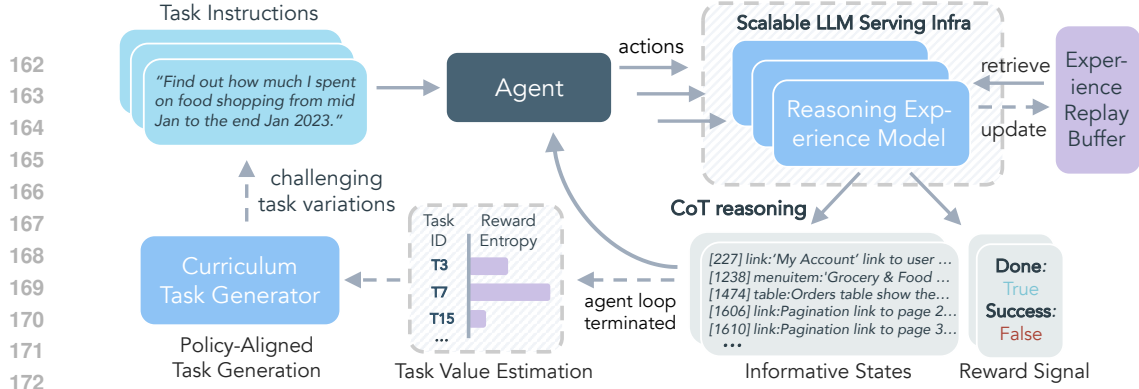 Task Instructions
"Find out how much I spent
on food shopping from mid
Jan to the end Jan 2023."
Agent
actions
Scalable LLM Serving Infra
Reasoning Exp-
erience Model
retrieve
update
Exper-
ience
Replay
Buffer
162
163
164
165
166
167
168
169
170
171
172
challenging
task variations
Curriculum
Task Generator
Policy-Aligned
Task Generation
Task
ID
Reward
Entropy
T3
T7
T15
...
Task Value Estimation
agent loop
terminated
CoT reasoning
[227] link:'My Account' link to user ...
[1238] menuitem:'Grocery & Food ...
[1474] table:Orders table show the...
[1606] link:Pagination link to page 2...
[1610] link:Pagination link to page 3...
...
Informative States
Done:
True
Success:
False
Reward Signal